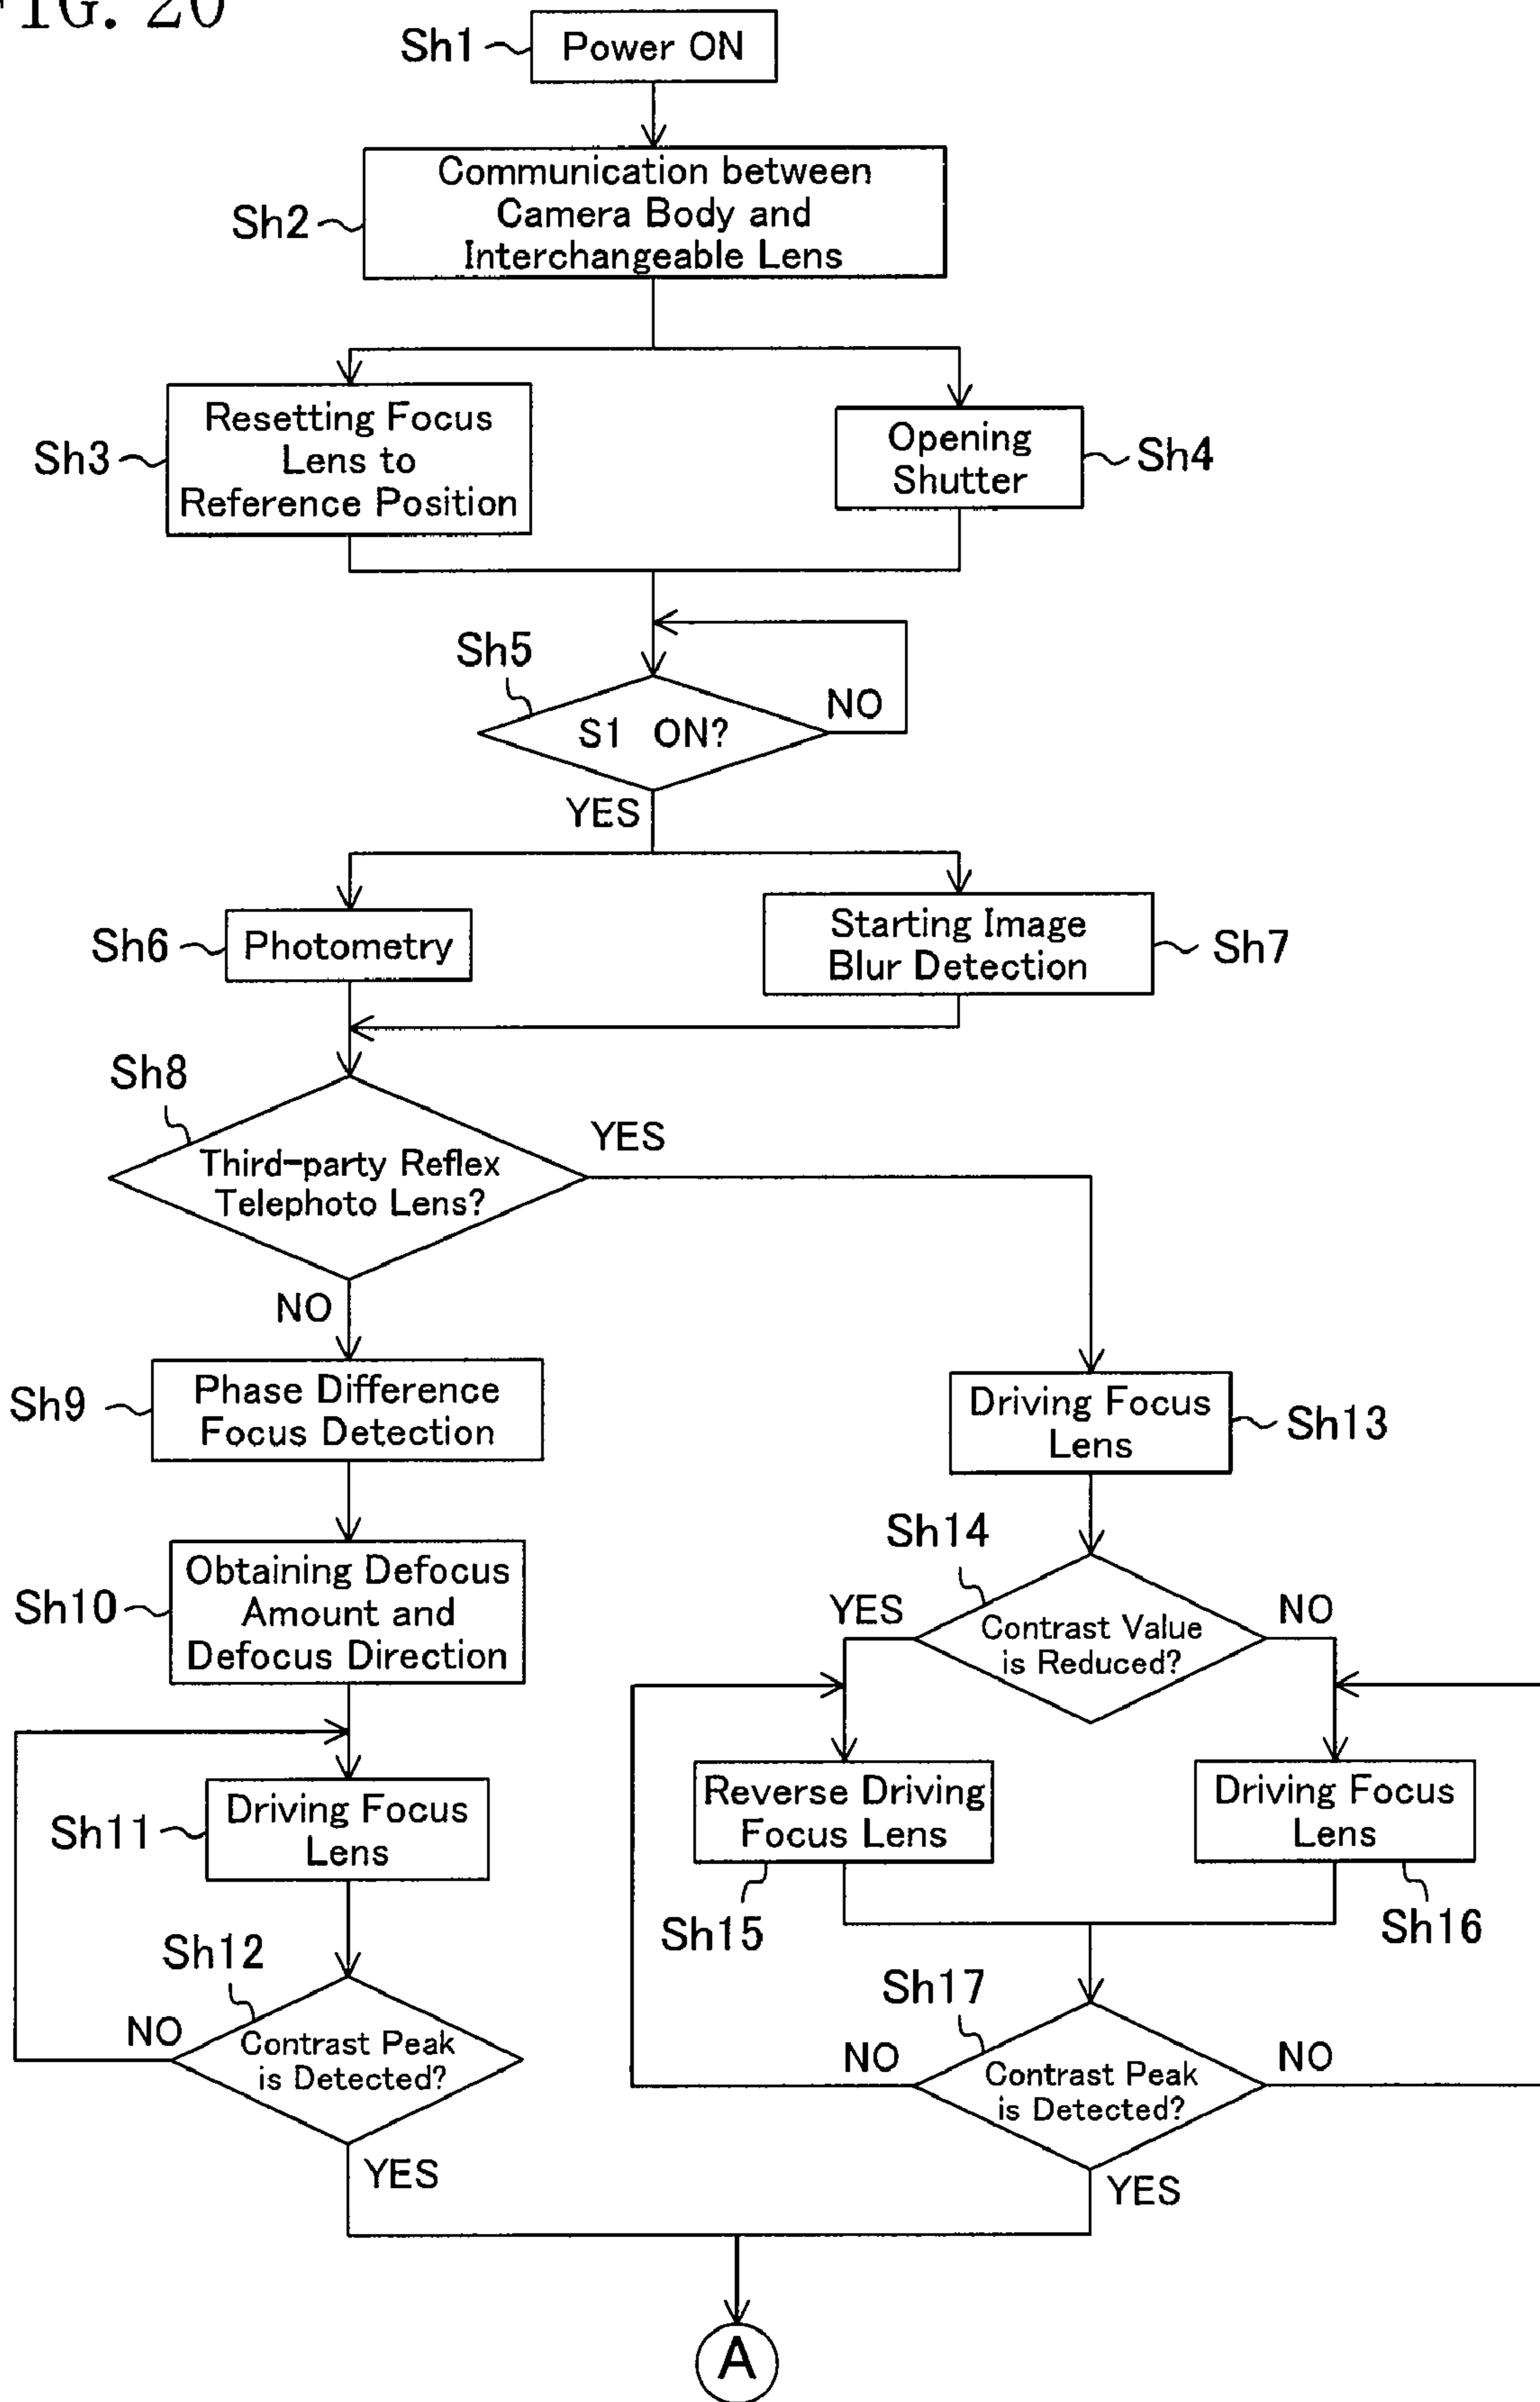 FIG. 20
Sh1
Power ON
Sh2
Communication between
Camera Body and
Interchangeable Lens
Sh3
Resetting Focus
Lens to
Reference Position
Opening
Shutter
Sh4
Sh5
S1 ON?
NO
YES
Sh6
Photometry
Starting Image
Blur Detection
Sh7
Sh8
Third-party Reflex
Telephoto Lens?
YES
NO
Sh9
Phase Difference
Focus Detection
Driving Focus
Lens
Sh13
Sh10
Obtaining Defocus
Amount and
Defocus Direction
Sh14
YES
Contrast Value
is Reduced?
NO
Sh11
Driving Focus
Lens
Reverse Driving
Focus Lens
Sh15
Driving Focus
Lens
Sh16
Sh12
NO
Contrast Peak
is Detected?
YES
Sh17
NO
Contrast Peak
is Detected?
NO
YES
A